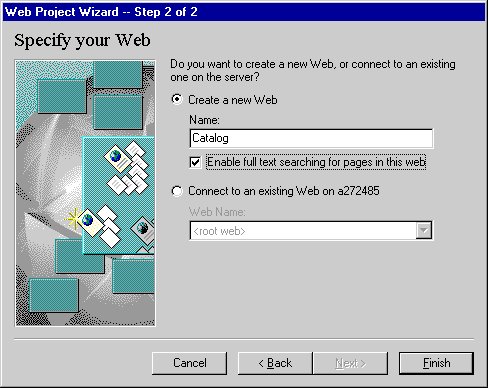 Web Project Wizard -- Step 2 of 2
Specify your Web
Do you want to create a new Web, or connect to an existing
one on the server?
Create a new Web
Name:
Catalog
Enable full text searching for pages in this web
Connect to an existing Web on a272485
Web Name:
<root web>
Cancel
< Back
Next >
Finish